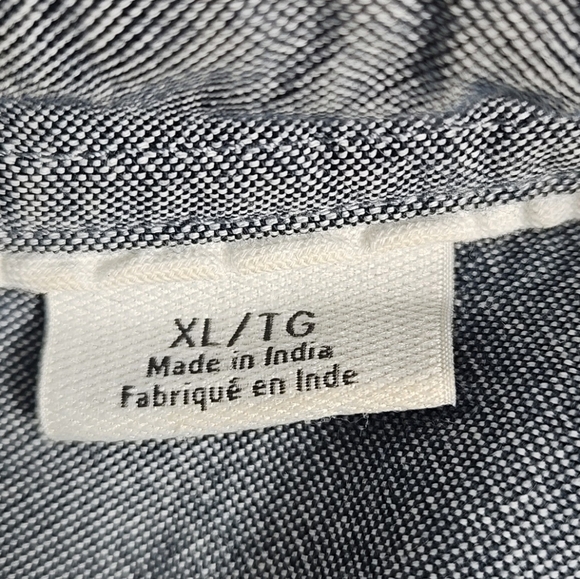 XL/TG
Made in India
Fabriqué en Inde